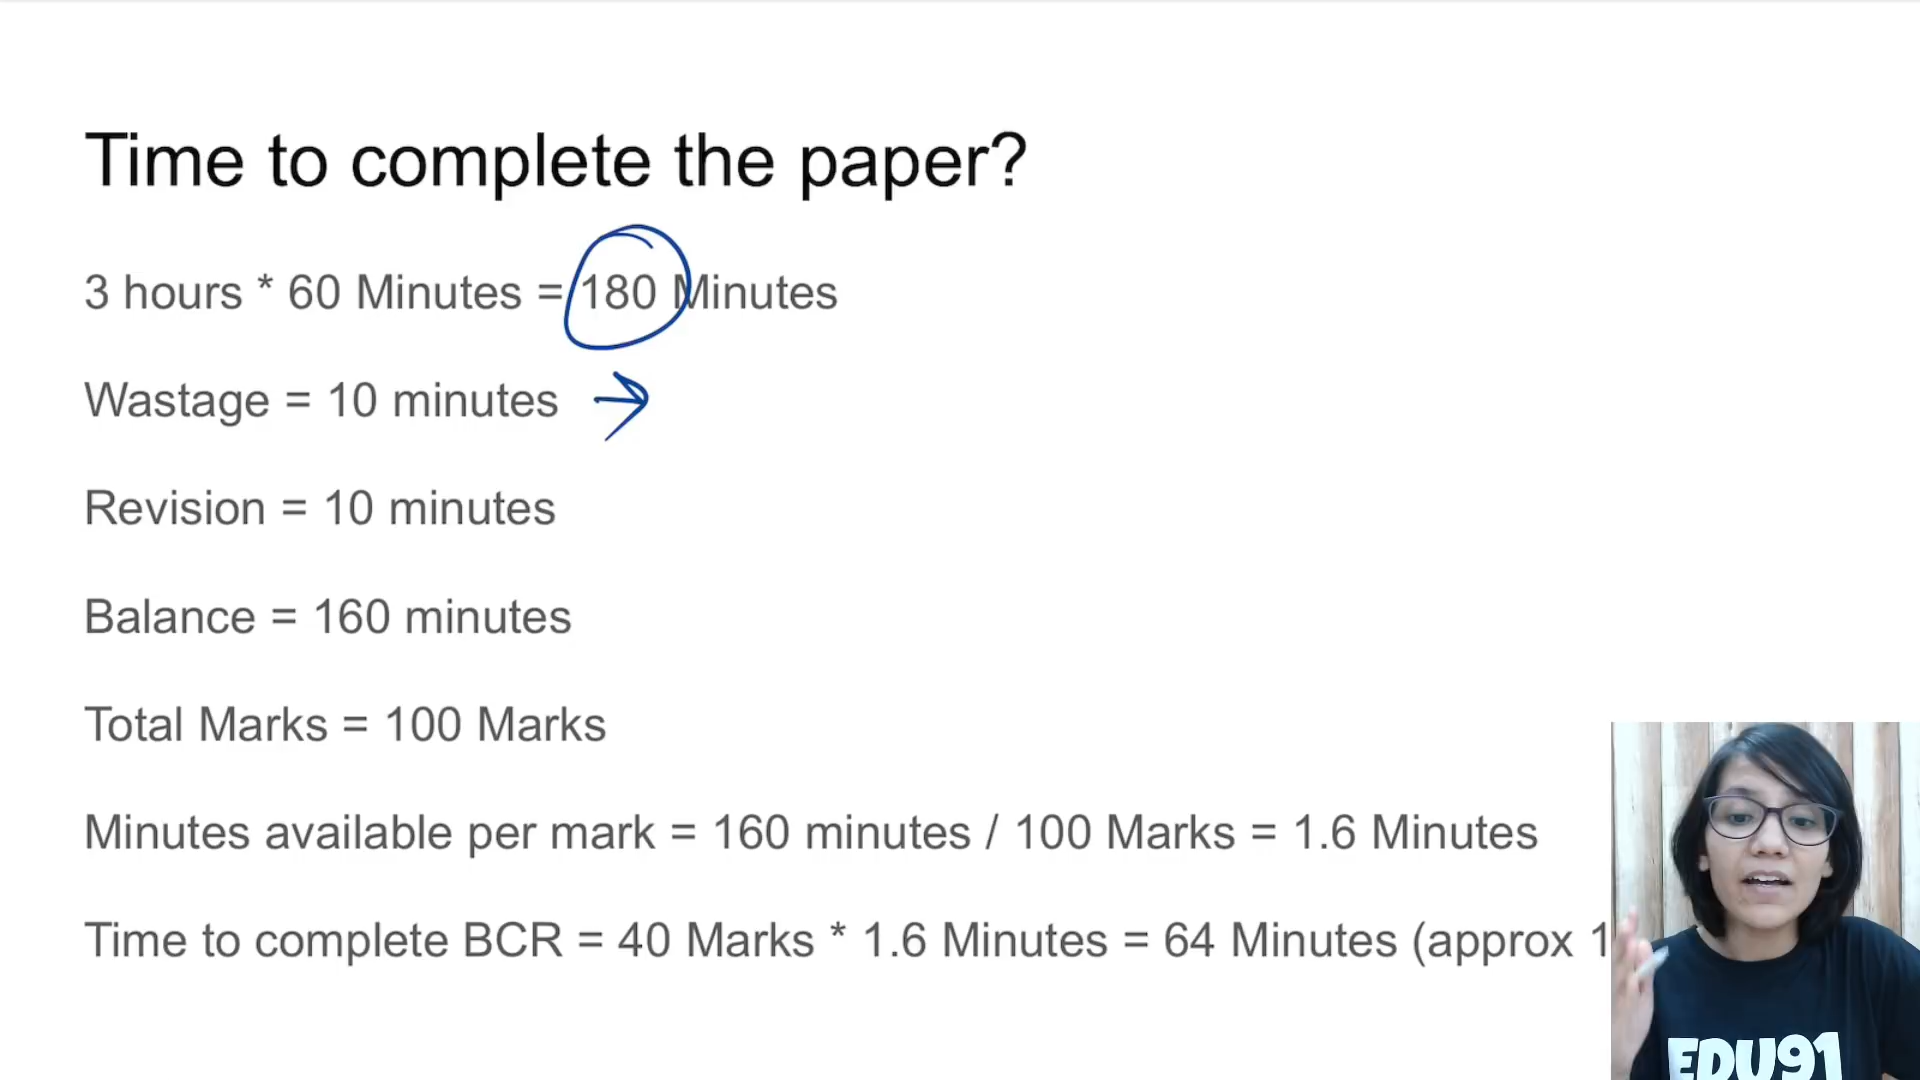 Time to complete the paper?
3 hours * 60 Minutes = 180 Minutes
Wastage = 10 minutes
Revision = 10 minutes
Balance = 160 minutes
Total Marks = 100 Marks
Minutes available per mark = 160 minutes / 100 Marks = 1.6 Minutes
Time to complete BCR = 40 Marks * 1.6 Minutes = 64 Minutes (approx 1
EDU91